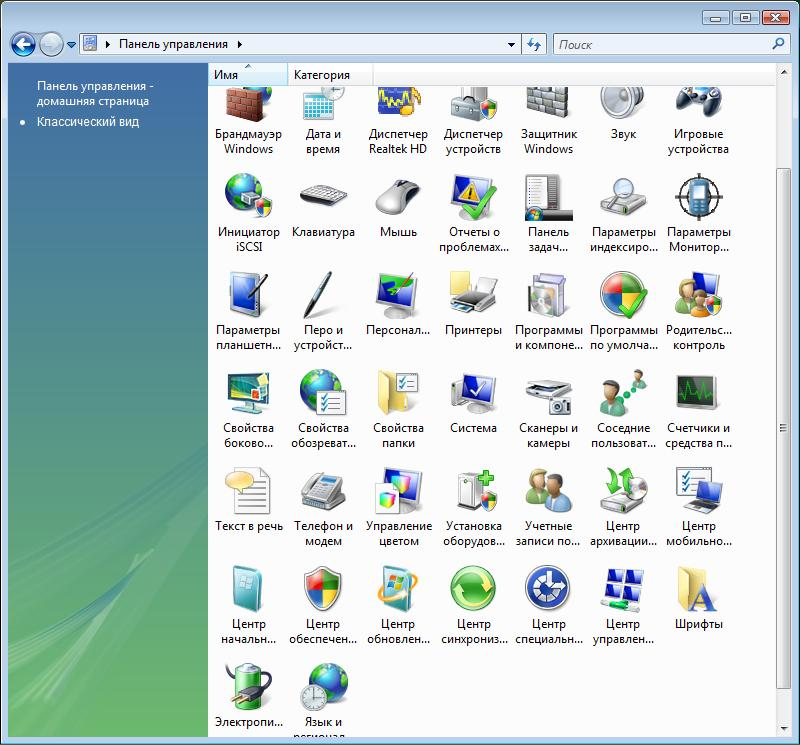 Панель управления
Поиск
Панель управления -
домашняя страница
Классический вид
Имя
Категория
Брандмауэр
Windows
Дата и
время
Диспетчер
Realtek HD
Диспетчер
устройств
Защитник
Windows
Звук
Игровые
устройства
Инициатор
iSCSI
Клавиатура
Мышь
Отчеты о
проблемах...
Панель
задач...
Параметры
индексиро...
Параметры
Монитор...
Параметры
планшетн...
Перо и
устройст...
Персонал...
Принтеры
Программы
и компоне...
Программы
по умолча...
Родительс...
контроль
Свойства
боково...
Свойства
обозреват...
Свойства
папки
Система
Сканеры и
камеры
Соседние
пользоват...
Счетчики и
средства п...
Текст в речь
Телефон и
модем
Управление
цветом
Установка
оборудов...
Учетные
записи по...
Центр
архивации...
Центр
мобильно...
Центр
начальн...
Центр
обеспечен...
Центр
обновлен...
Центр
синхрониз...
Центр
специальн...
Центр
управлен...
Шрифты
Электропи...
Язык и
регионал...